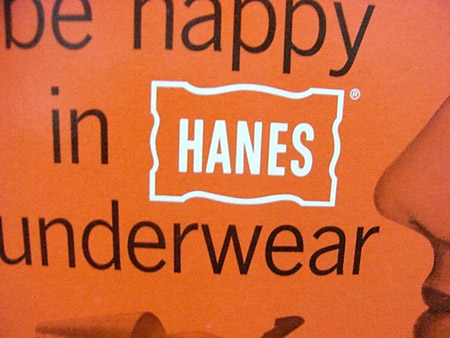 be happy
in HANES®
underwear